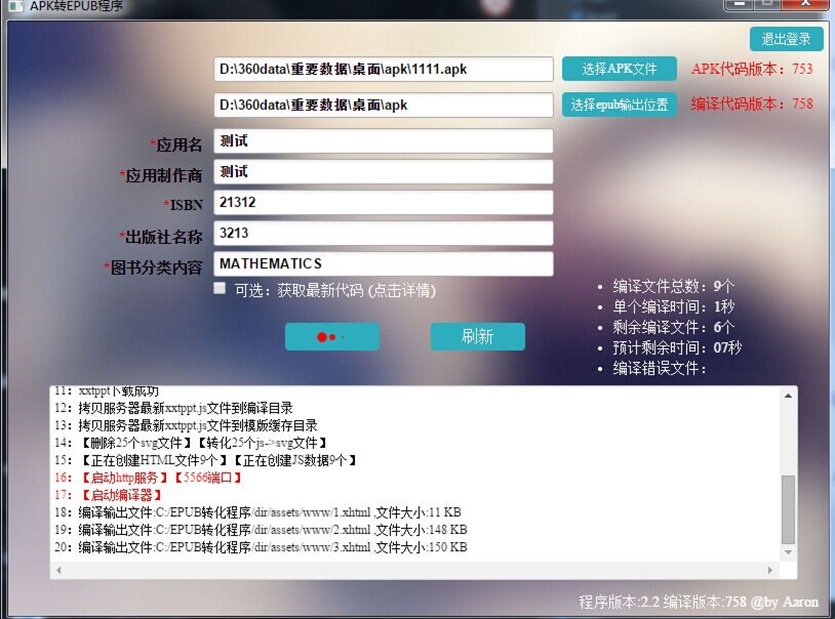 APK转EPUB程序
退出登录
D:\360data\重要数据\桌面\apk\1111.apk
选择APK文件
APK代码版本：753
D:\360data\重要数据\桌面\apk
选择epub输出位置
编译代码版本：758
*应用名
测试
*应用制作商
测试
*ISBN
21312
*出版社名称
3213
*图书分类内容
MATHEMATICS
可选：获取最新代码 (点击详情)
刷新
编译文件总数：9个
单个编译时间：1秒
剩余编译文件：6个
预计剩余时间：07秒
编译错误文件：
11：xxtppt下载成功
12：拷贝服务器最新xxtppt.js文件到编译目录
13：拷贝服务器最新xxtppt.js文件到模版缓存目录
14：【删除25个svg文件】【转化25个js->svg文件】
15：【正在创建HTML文件9个】【正在创建JS数据9个】
16：【启动http服务】【5566端口】
17：【启动编译器】
18：编译输出文件:C:/EPUB转化程序/dir/assets/www/1.xhtml ,文件大小:11 KB
19：编译输出文件:C:/EPUB转化程序/dir/assets/www/2.xhtml ,文件大小:148 KB
20：编译输出文件:C:/EPUB转化程序/dir/assets/www/3.xhtml ,文件大小:150 KB
程序版本:2.2 编译版本:758 @by Aaron